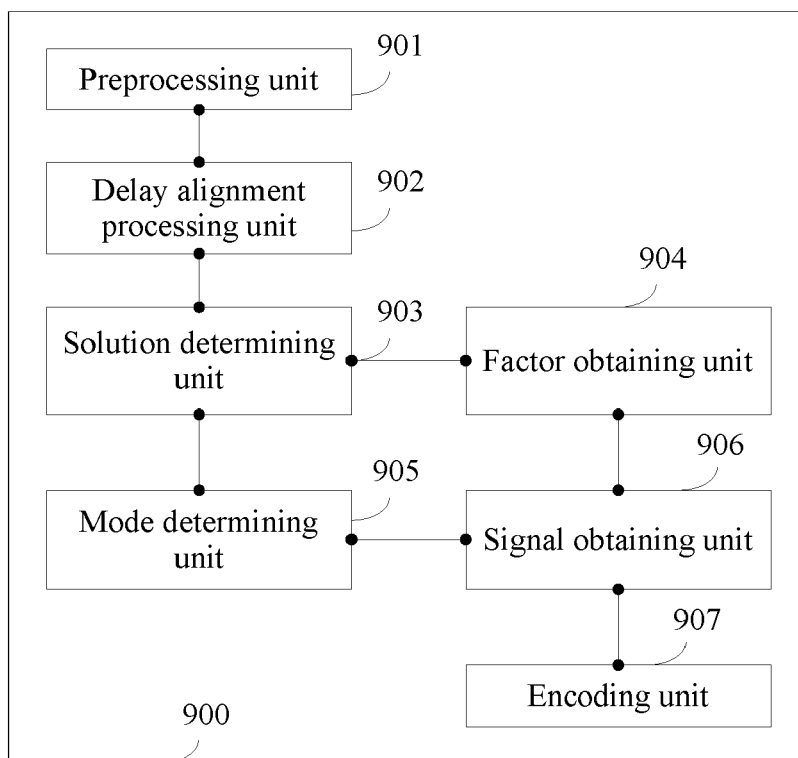 901
Preprocessing unit
902
Delay alignment
processing unit
903
Solution determining
unit
904
Factor obtaining unit
905
Mode determining
unit
906
Signal obtaining unit
907
Encoding unit
900